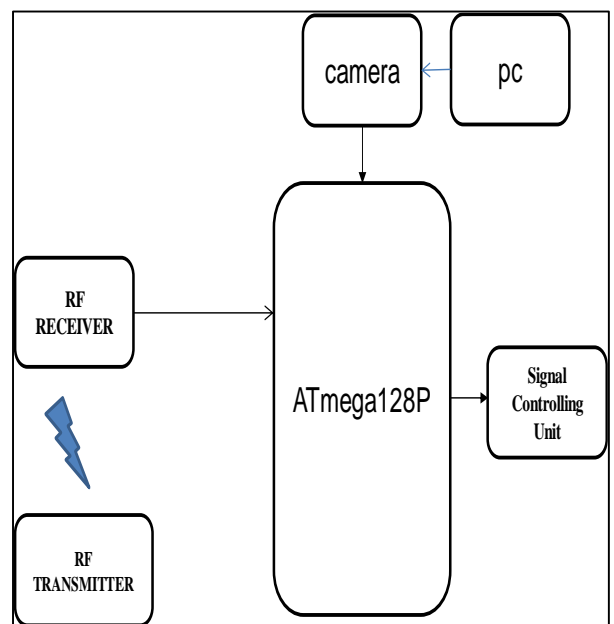 camera
pc
RF
RECEIVER
ATmega128P
Signal
Controlling
Unit
RF
TRANSMITTER